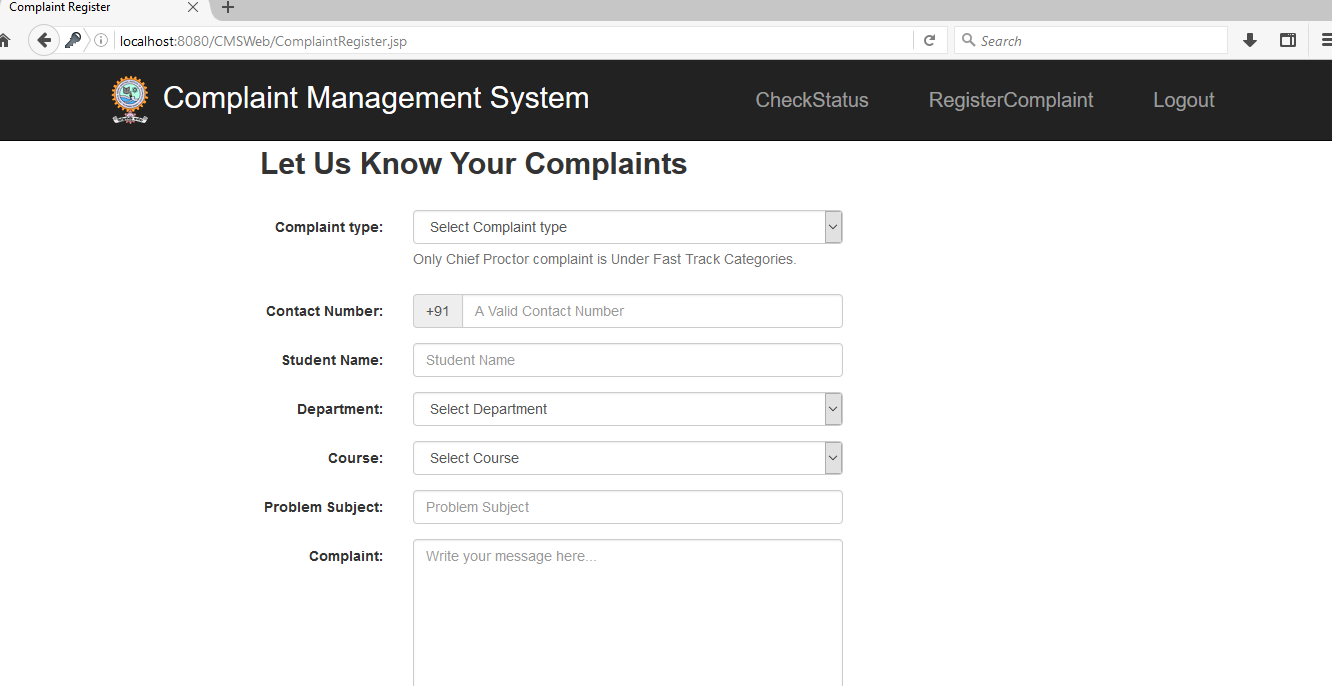 Complaint Register
localhost:8080/CMSWeb/ComplaintRegister.jsp
Search
Complaint Management System
CheckStatus
RegisterComplaint
Logout
Let Us Know Your Complaints
Complaint type:
Select Complaint type
Only Chief Proctor complaint is Under Fast Track Categories.
Contact Number:
+91
A Valid Contact Number
Student Name:
Student Name
Department:
Select Department
Course:
Select Course
Problem Subject:
Problem Subject
Complaint:
Write your message here...